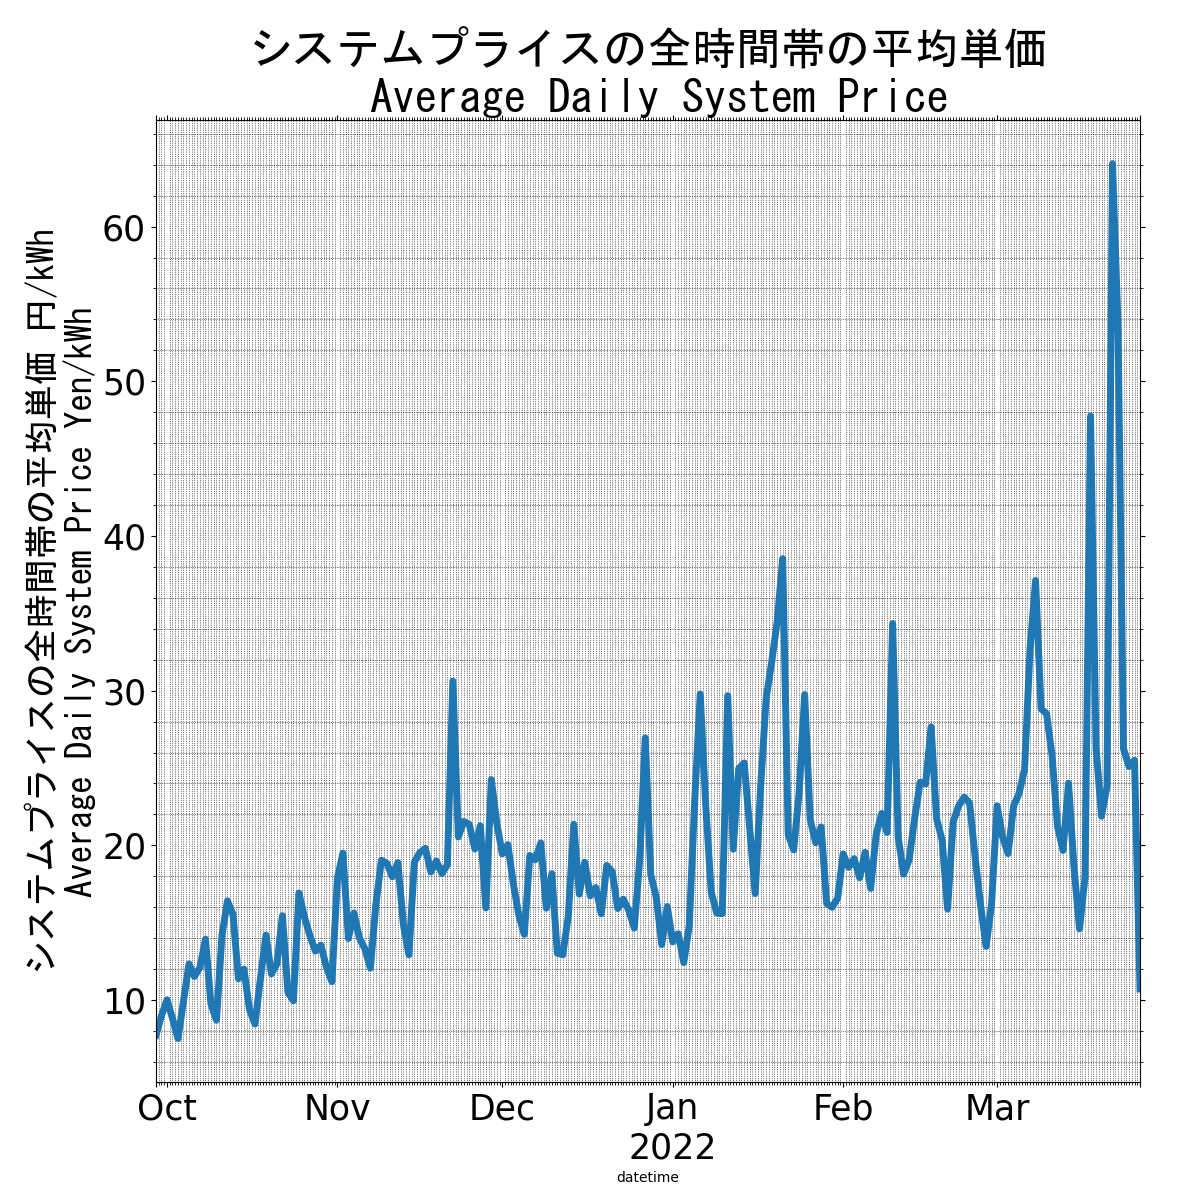 システムプライスの全時間帯の平均単価
Average Daily System Price
システムプライスの全時間帯の平均単価 円/kWh
Average Daily System Price Yen/kWh
60
50
40
30
20
10
Oct
Nov
Dec
Jan
2022
Feb
Mar
datetime